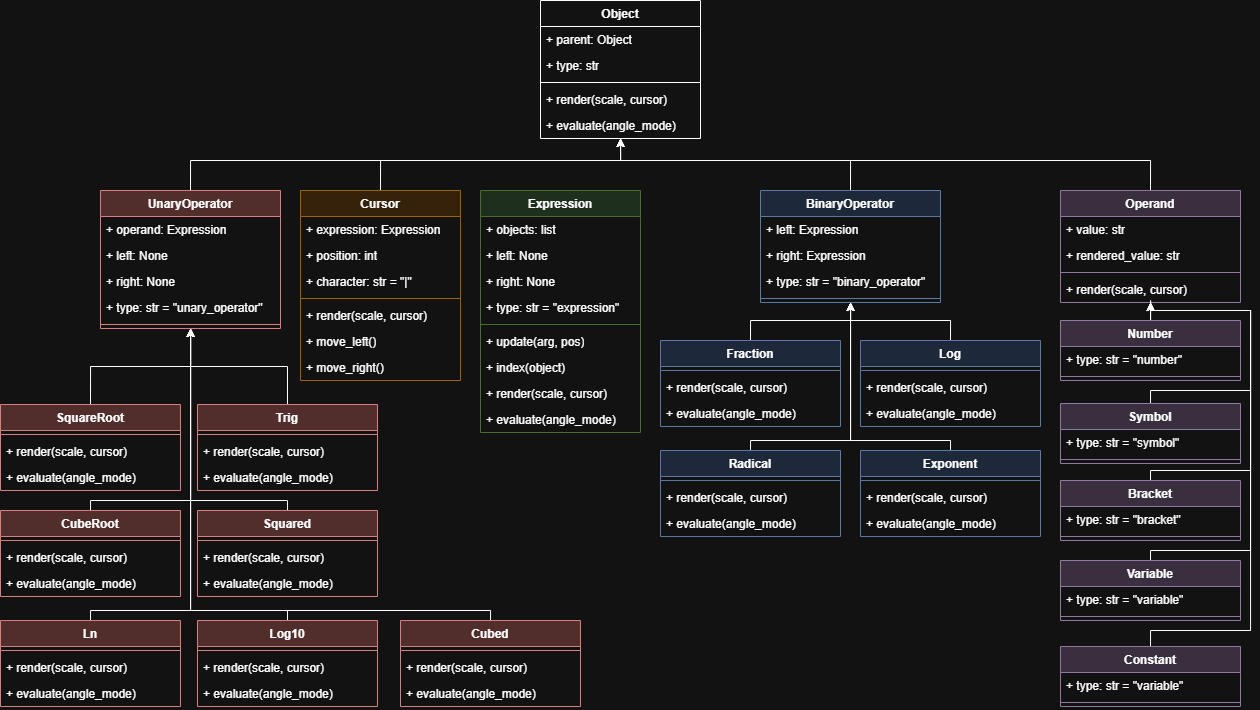 Object
+ parent: Object
+ type: str
+ render(scale, cursor)
+ evaluate(angle_mode)
UnaryOperator
+ operand: Expression
+ left: None
+ right: None
+ type: str = "unary_operator"
Cursor
+ expression: Expression
+ position: int
+ character: str = "|"
+ render(scale, cursor)
+ move_left()
+ move_right()
Expression
+ objects: list
+ left: None
+ right: None
+ type: str = "expression"
+ update(arg, pos)
+ index(object)
+ render(scale, cursor)
+ evaluate(angle_mode)
BinaryOperator
+ left: Expression
+ right: Expression
+ type: str = "binary_operator"
Operand
+ value: str
+ rendered_value: str
+ render(scale, cursor)
SquareRoot
+ render(scale, cursor)
+ evaluate(angle_mode)
Trig
+ render(scale, cursor)
+ evaluate(angle_mode)
CubeRoot
+ render(scale, cursor)
+ evaluate(angle_mode)
Squared
+ render(scale, cursor)
+ evaluate(angle_mode)
Ln
+ render(scale, cursor)
+ evaluate(angle_mode)
Log10
+ render(scale, cursor)
+ evaluate(angle_mode)
Cubed
+ render(scale, cursor)
+ evaluate(angle_mode)
Fraction
+ render(scale, cursor)
+ evaluate(angle_mode)
Log
+ render(scale, cursor)
+ evaluate(angle_mode)
Radical
+ render(scale, cursor)
+ evaluate(angle_mode)
Exponent
+ render(scale, cursor)
+ evaluate(angle_mode)
Number
+ type: str = "number"
Symbol
+ type: str = "symbol"
Bracket
+ type: str = "bracket"
Variable
+ type: str = "variable"
Constant
+ type: str = "variable"